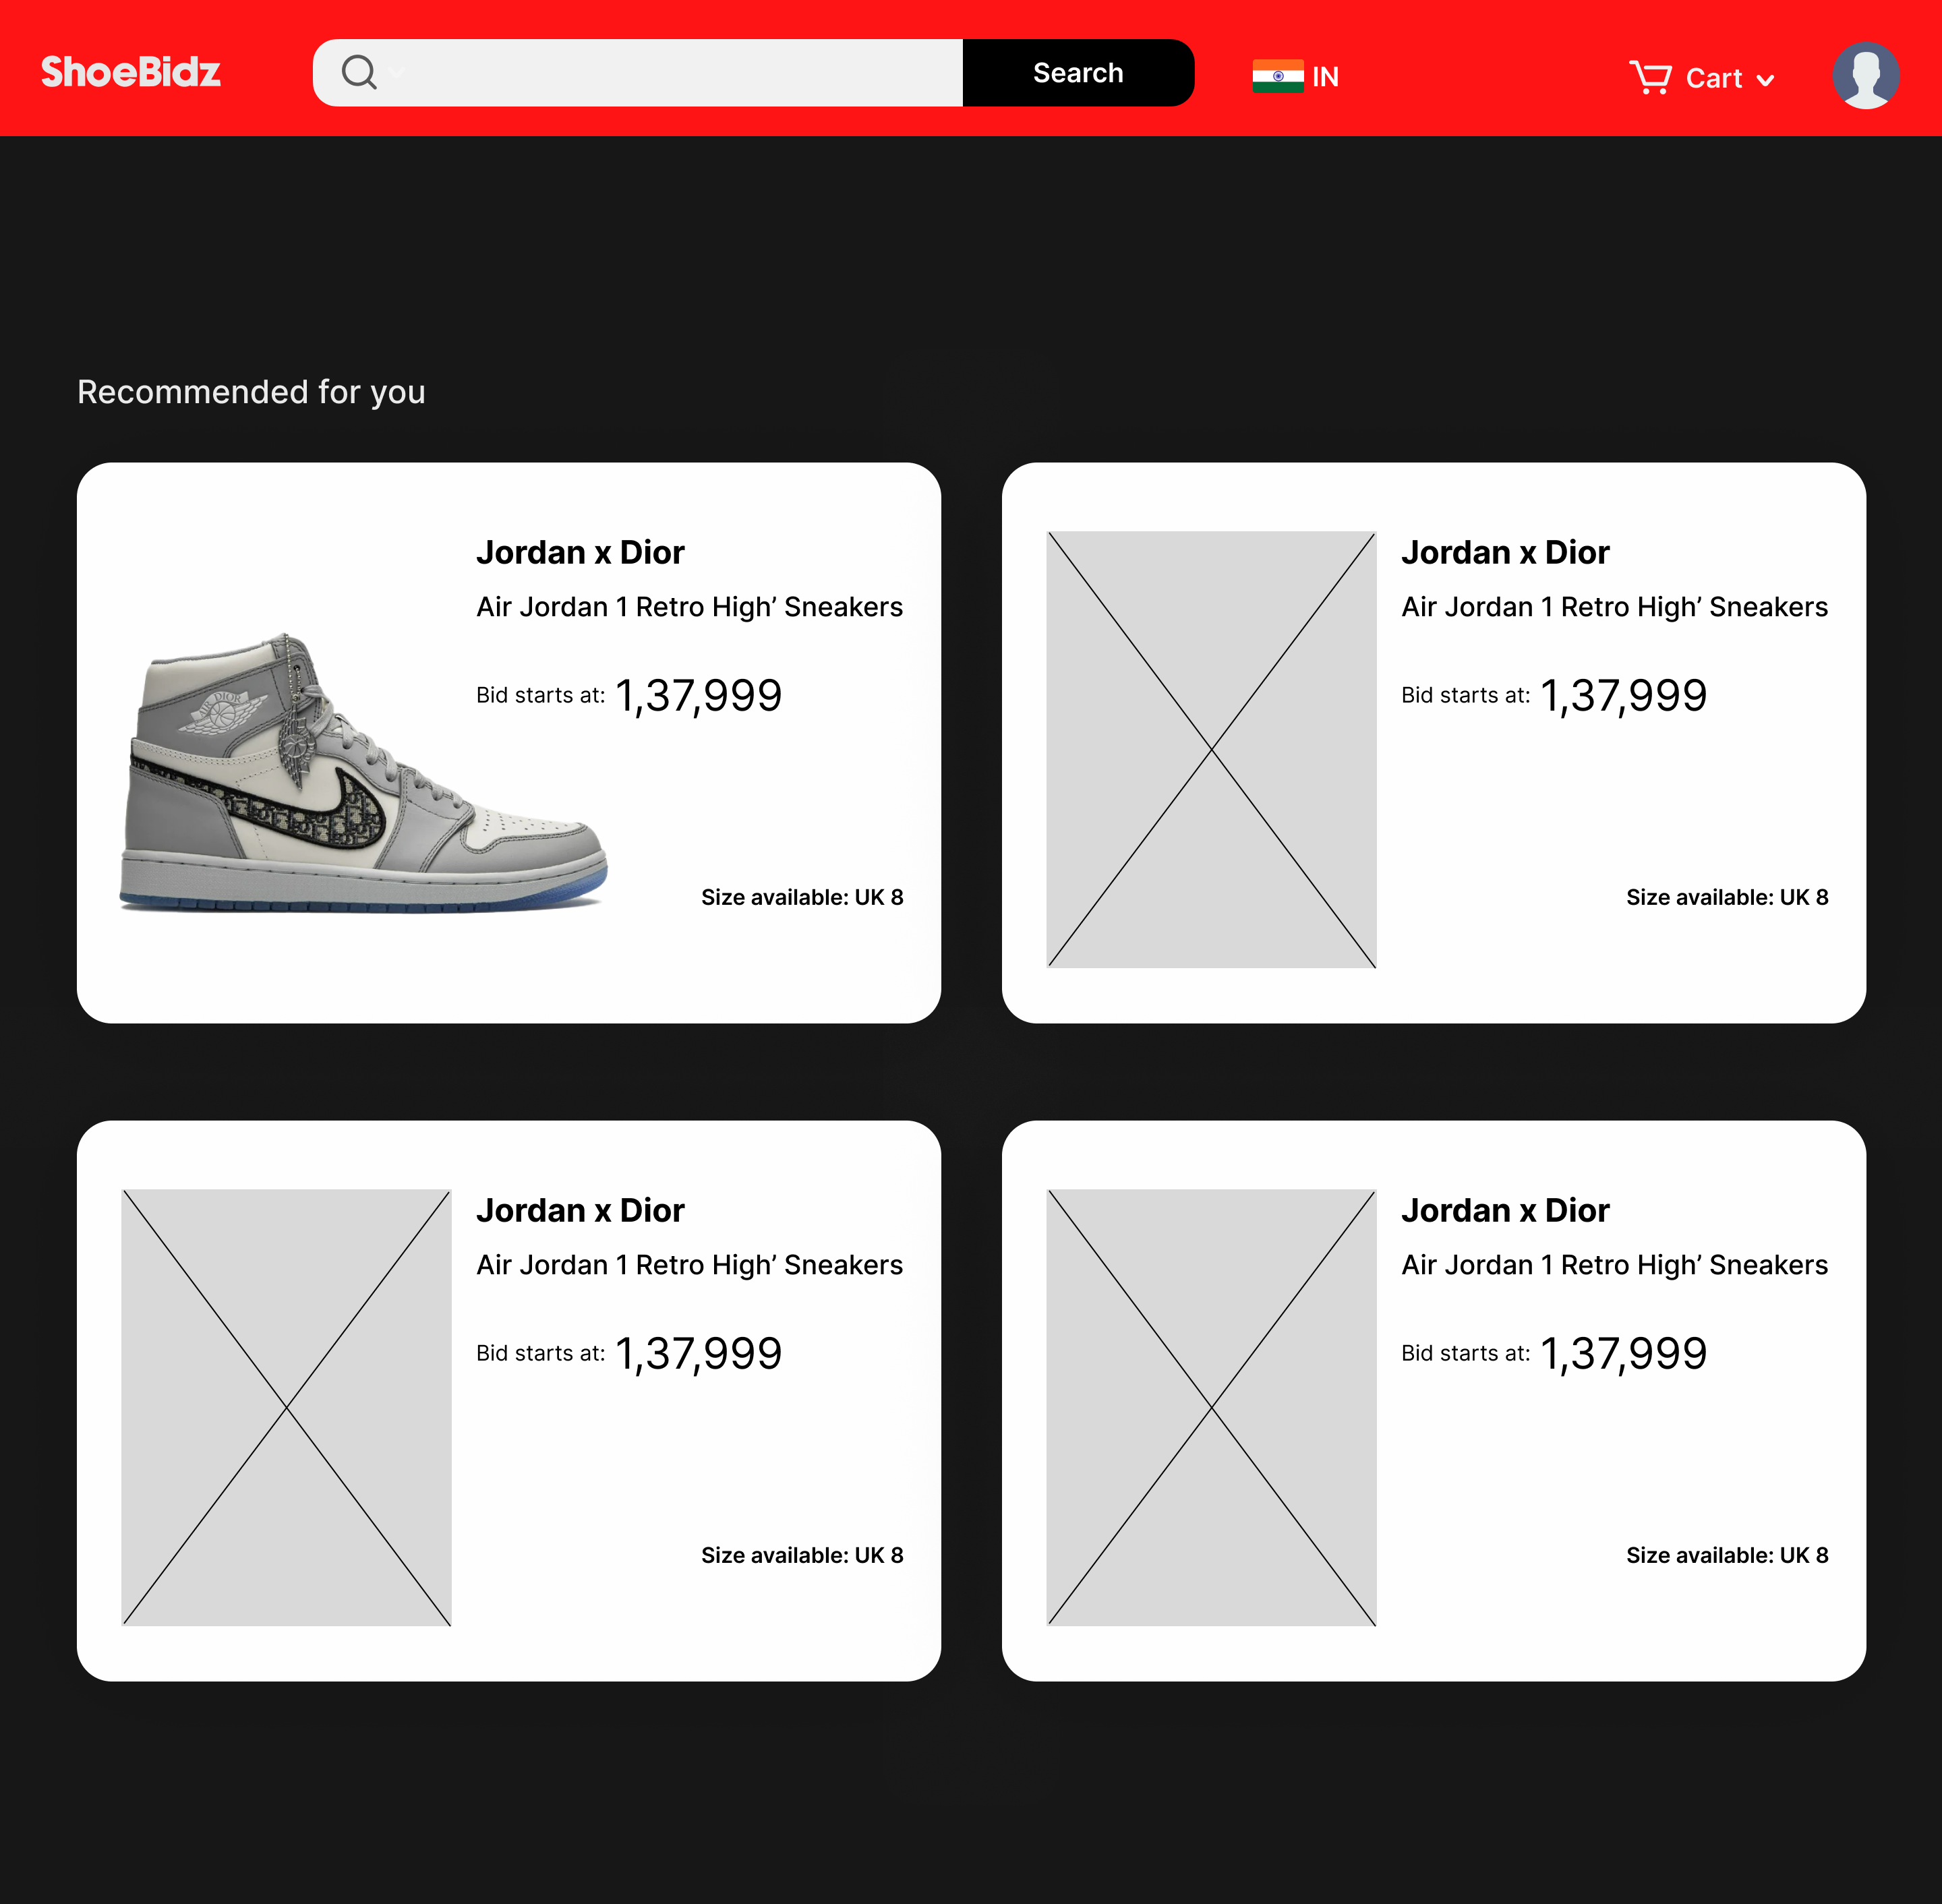 ShoeBidz
Search
IN
Cart
Recommended for you
Jordan x Dior
Air Jordan 1 Retro High’ Sneakers
Bid starts at: 1,37,999
AIR DIOR
Size available: UK 8
Jordan x Dior
Air Jordan 1 Retro High’ Sneakers
Bid starts at: 1,37,999
Size available: UK 8
Jordan x Dior
Air Jordan 1 Retro High’ Sneakers
Bid starts at: 1,37,999
Size available: UK 8
Jordan x Dior
Air Jordan 1 Retro High’ Sneakers
Bid starts at: 1,37,999
Size available: UK 8